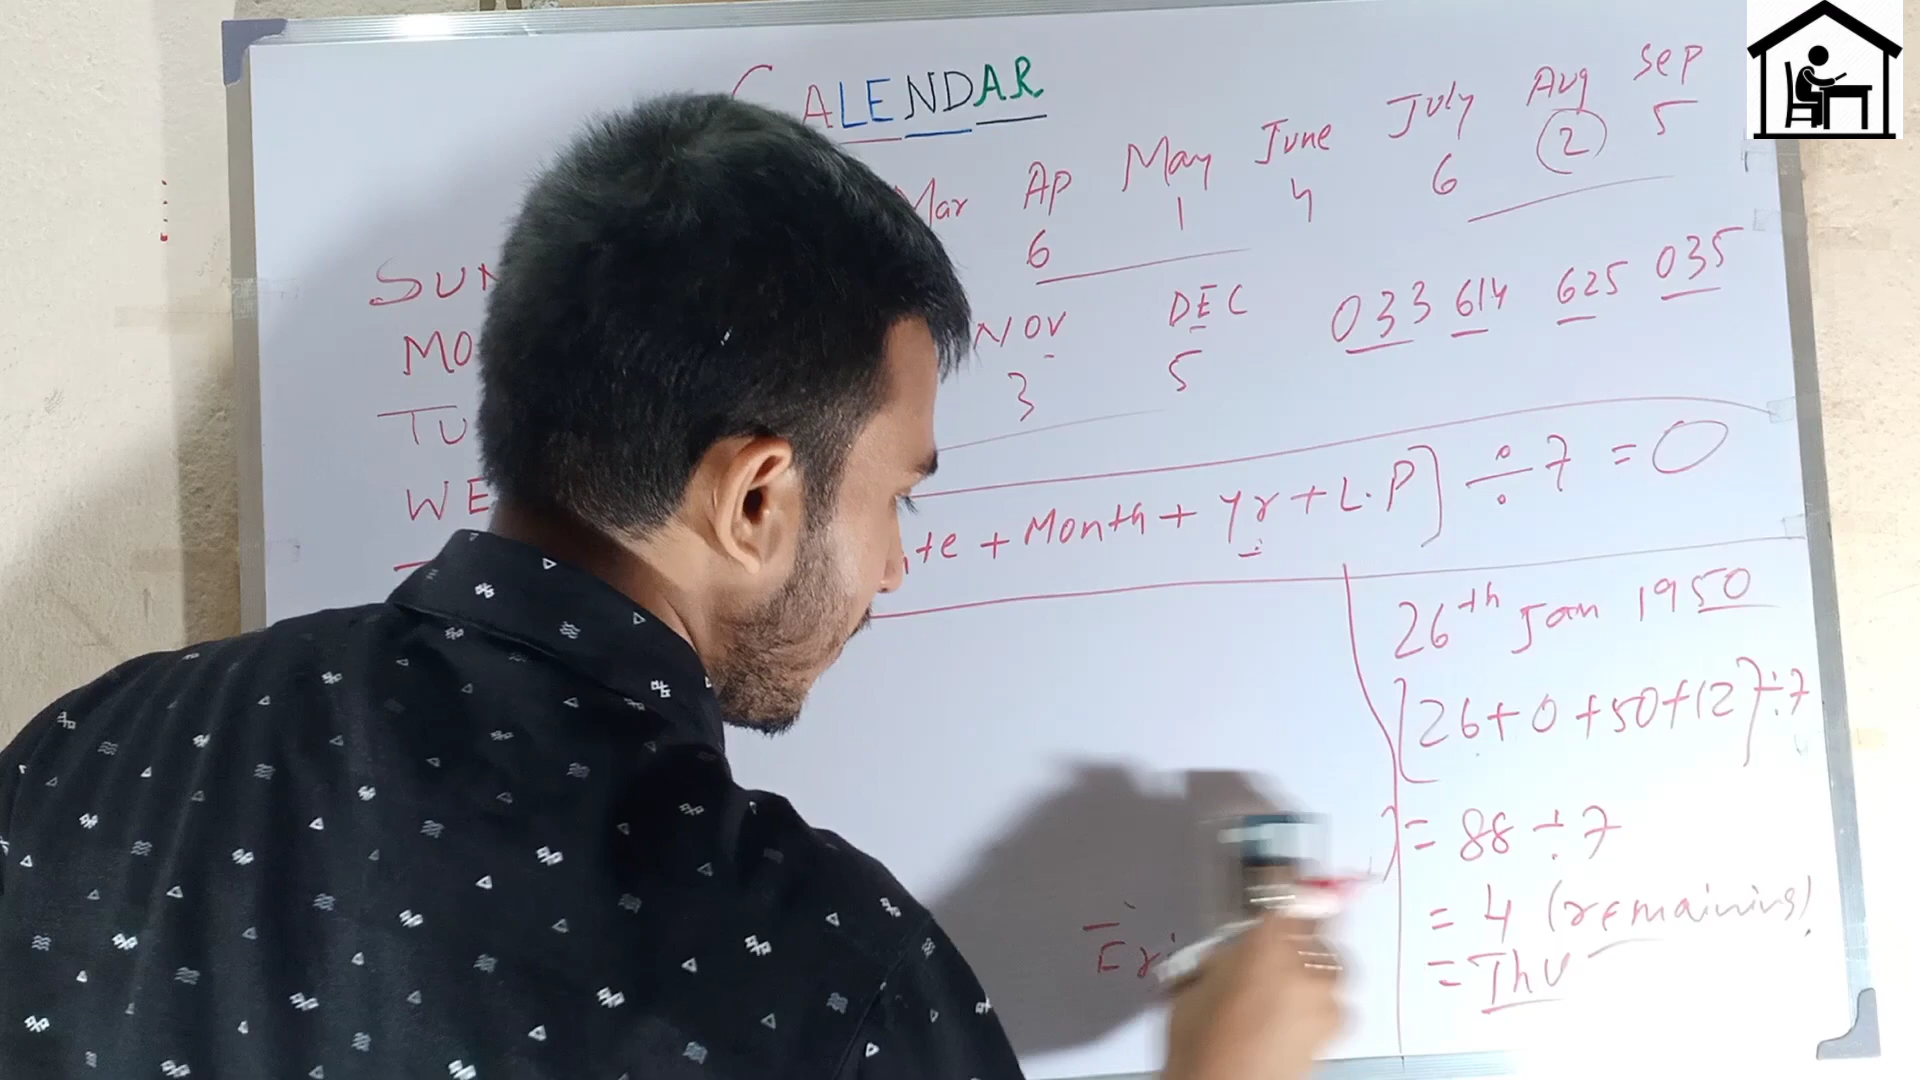 CALENDAR
Mar Ap May June July Aug Sep
6 1 4 6 2 5
SUN
MO
TU
WE
NOV DEC
3 5
033 614 625 035
te + Month + Yr + L.P] ÷ 7 = 0
26th Jan 1950
[26+0+50+12]÷7
= 88 ÷ 7
= 4 (remaining)
= Thu
Fri